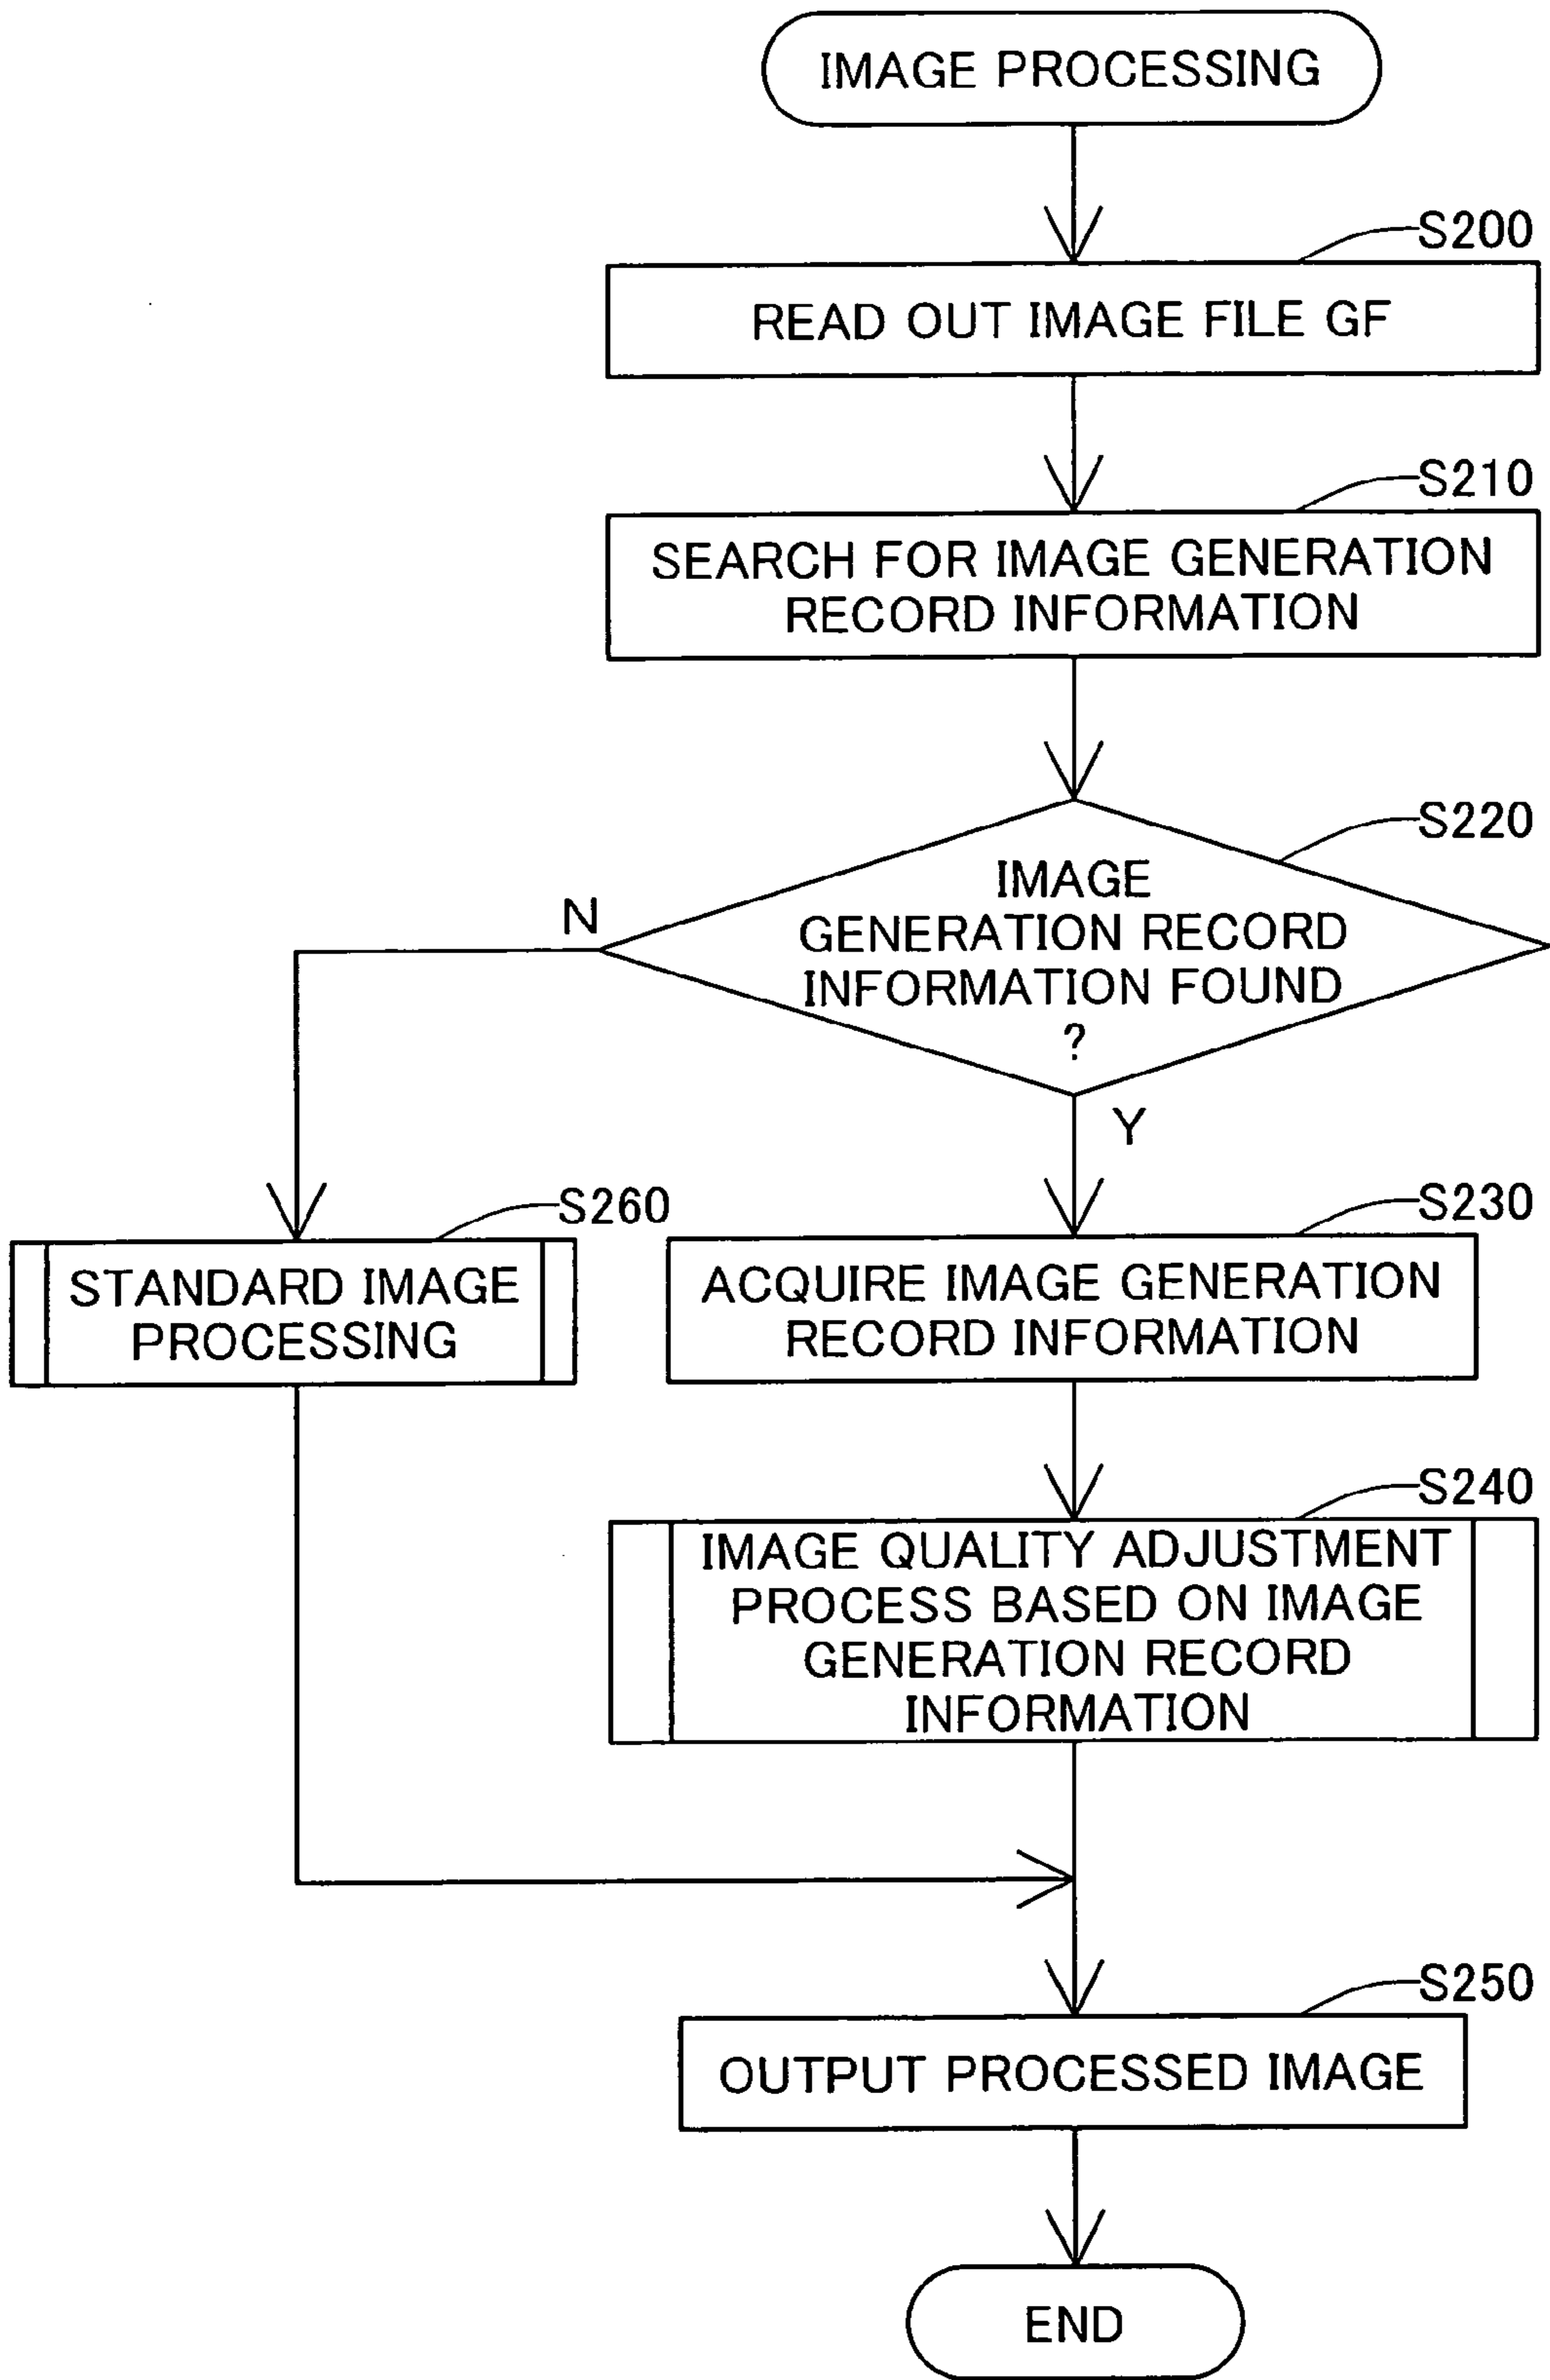 IMAGE PROCESSING
S200
READ OUT IMAGE FILE GF
S210
SEARCH FOR IMAGE GENERATION
RECORD INFORMATION
S220
IMAGE
GENERATION RECORD
INFORMATION FOUND
?
N
Y
S260
STANDARD IMAGE
PROCESSING
S230
ACQUIRE IMAGE GENERATION
RECORD INFORMATION
S240
IMAGE QUALITY ADJUSTMENT
PROCESS BASED ON IMAGE
GENERATION RECORD
INFORMATION
S250
OUTPUT PROCESSED IMAGE
END